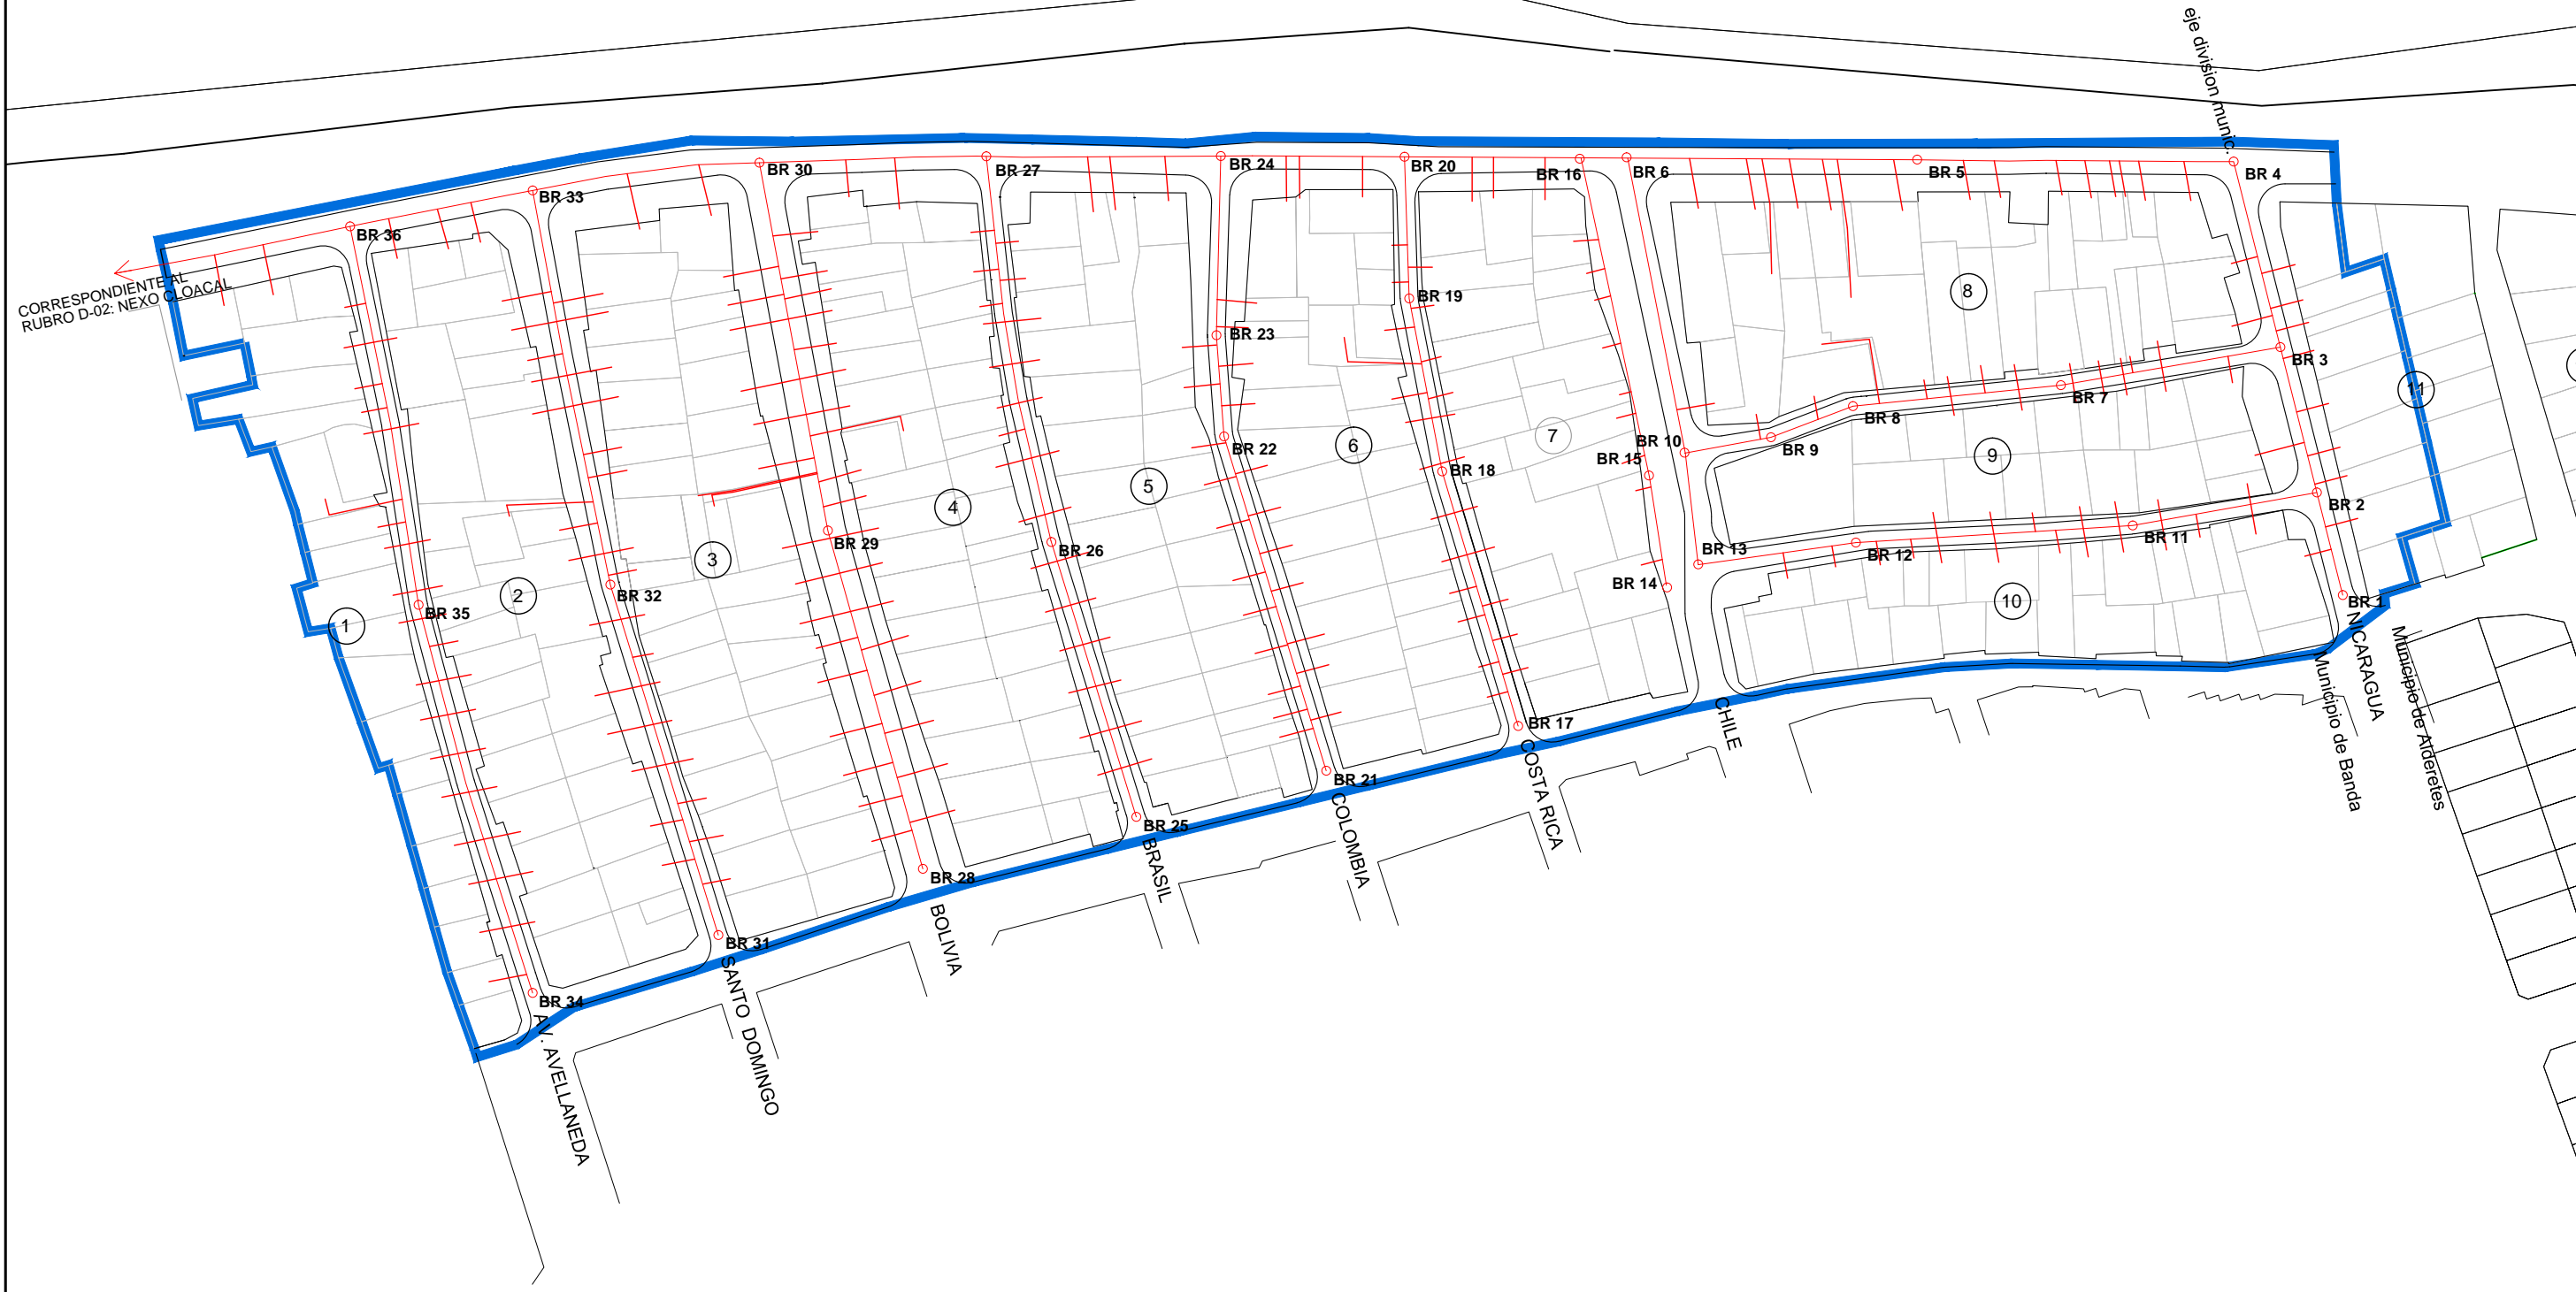 eje division munic.
BR 30
BR 27
BR 24
BR 20
BR 16
BR 6
BR 5
BR 4
BR 33
BR 36
CORRESPONDIENTE AL
RUBRO D-02: NEXO CLOACAL
BR 19
8
BR 23
BR 3
BR 7
11
BR 8
7
6
BR 10
BR 9
BR 22
9
BR 15
BR 18
5
4
BR 2
BR 29
BR 11
BR 26
BR 12
BR 13
3
BR 14
2
BR 32
10
BR 1
BR 35
1
NICARAGUA
Municipio de Banda
Municipio de Alderetes
CHILE
BR 17
COSTA RICA
BR 21
COLOMBIA
BR 25
BRASIL
BR 28
BOLIVIA
BR 31
SANTO DOMINGO
BR 34
AV. AVELLANEDA